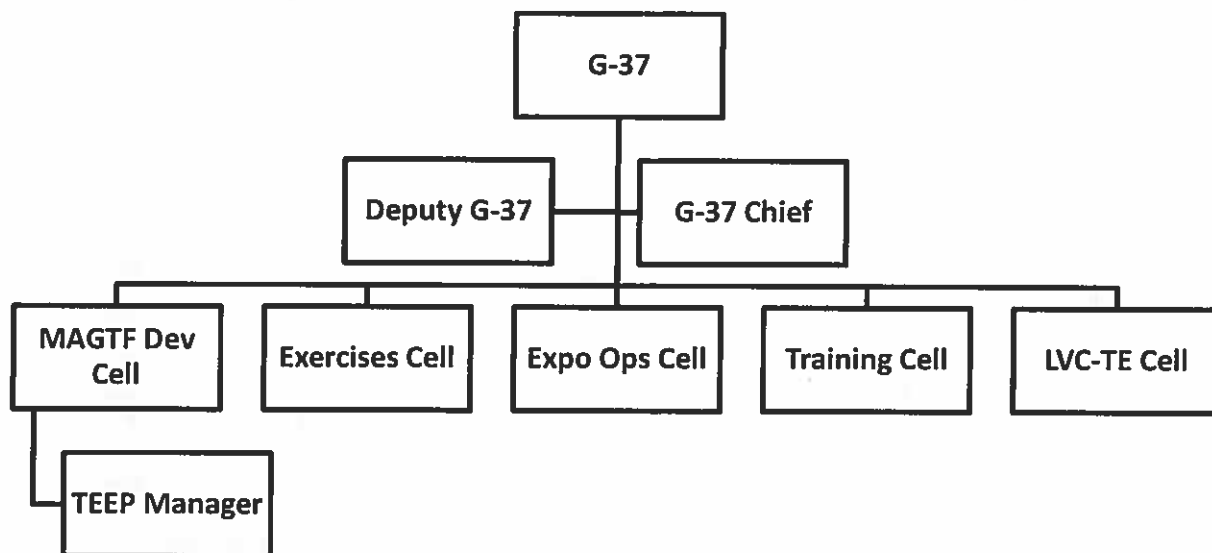 G-37
Deputy G-37
G-37 Chief
MAGTF Dev
Cell
Exercises Cell
Expo Ops Cell
Training Cell
LVC-TE Cell
TEEP Manager